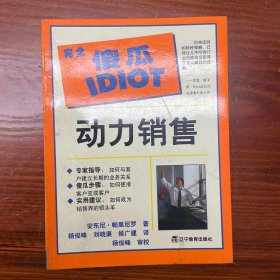 完全
傻瓜
IDIOT
动力销售
◆ 专家指导：如何与客
户建立长期的业务关系
◆ 傻瓜步骤：如何使准
客户变成客户
◆ 实用建议：如何成为
销售界的领头羊
安东尼·帕里尼罗 著
杨俊峰 刘晓潇 侯广建 译
杨俊峰 审校
辽宁教育出版社